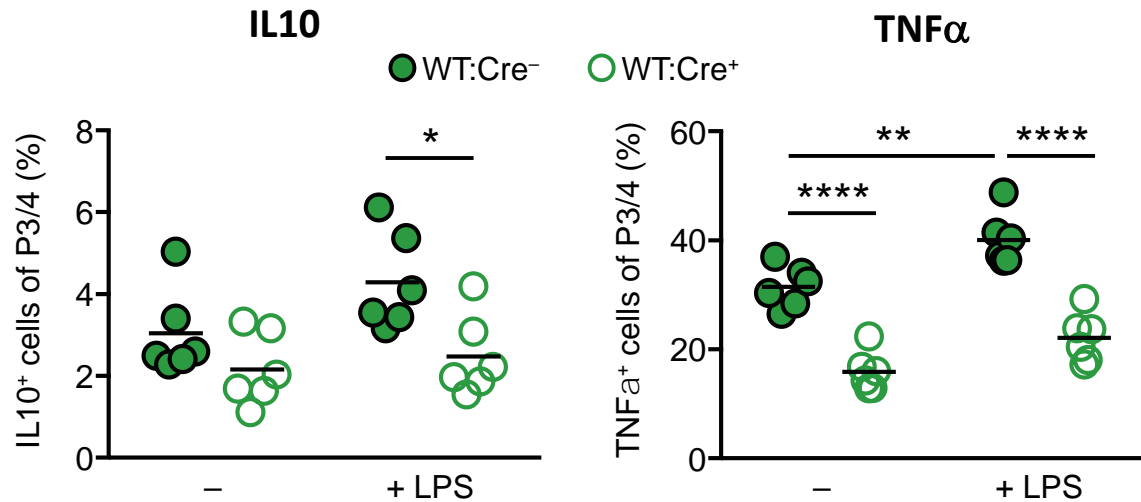 IL10
TNFα
WT:Cre⁻
WT:Cre⁺
IL10⁺ cells of P3/4 (%)
8
6
4
2
0
*
–
+ LPS
TNFa⁺ cells of P3/4 (%)
60
40
20
0
**
****
****
–
+ LPS